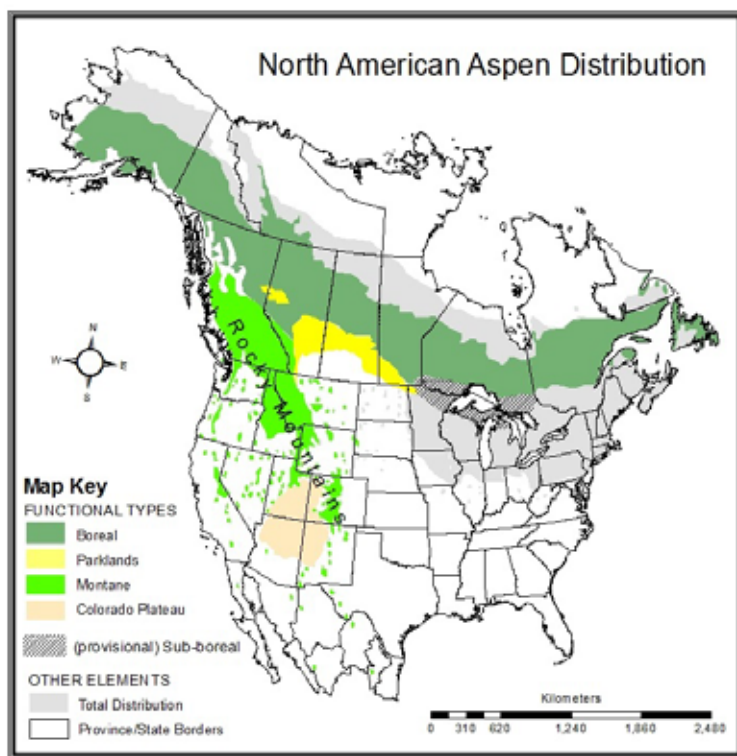 North American Aspen Distribution
N
W
E
S
Rocky Mountains
Map Key
FUNCTIONAL TYPES
Boreal
Parklands
Montane
Colorado Plateau
(provisional) Sub-boreal
OTHER ELEMENTS
Total Distribution
Province/State Borders
Kilometers
0 310 620 1,240 1,860 2,480